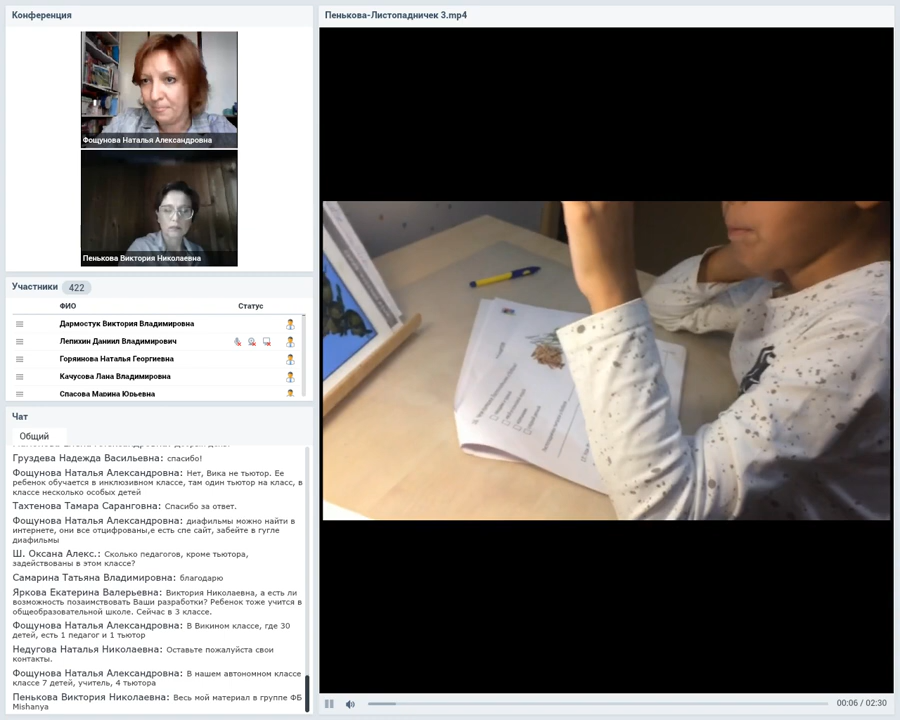 Конференция
Фощунова Наталья Александровна
Пенькова Виктория Николаевна
Участники 422
ФИО Статус
Дармостук Виктория Владимировна
Лепихин Даниил Владимирович
Горяинова Наталья Георгиевна
Качусова Лана Владимировна
Спасова Марина Юрьевна
Чат
Общий
Груздева Надежда Васильевна: спасибо!
Фощунова Наталья Александровна: Нет, Вика не тьютор. Ее
ребенок обучается в инклюзивном классе, там один тьютор на класс, в
классе несколько особых детей
Тахтенова Тамара Саранговна: Спасибо за ответ.
Фощунова Наталья Александровна: диафильмы можно найти в
интернете, они все отцифрованы,е есть спе сайт, забейте в гугле
диафильмы
Ш. Оксана Алекс.: Сколько педагогов, кроме тьютора,
задействованы в этом классе?
Самарина Татьяна Владимировна: благодарю
Яркова Екатерина Валерьевна: Виктория Николаевна, а есть ли
возможность позаимствовать Ваши разработки? Ребенок тоже учится в
общеобразовательной школе. Сейчас в 3 классе.
Фощунова Наталья Александровна: В Викином классе, где 30
детей, есть 1 педагог и 1 тьютор
Недугова Наталья Николаевна: Оставьте пожалуйста свои
контакты.
Фощунова Наталья Александровна: В нашем автономном классе
классе 7 детей, учитель, 4 тьютора
Пенькова Виктория Николаевна: Весь мой материал в группе ФБ
Mishanya
Пенькова-Листопадничек 3.mp4
00:06 / 02:30